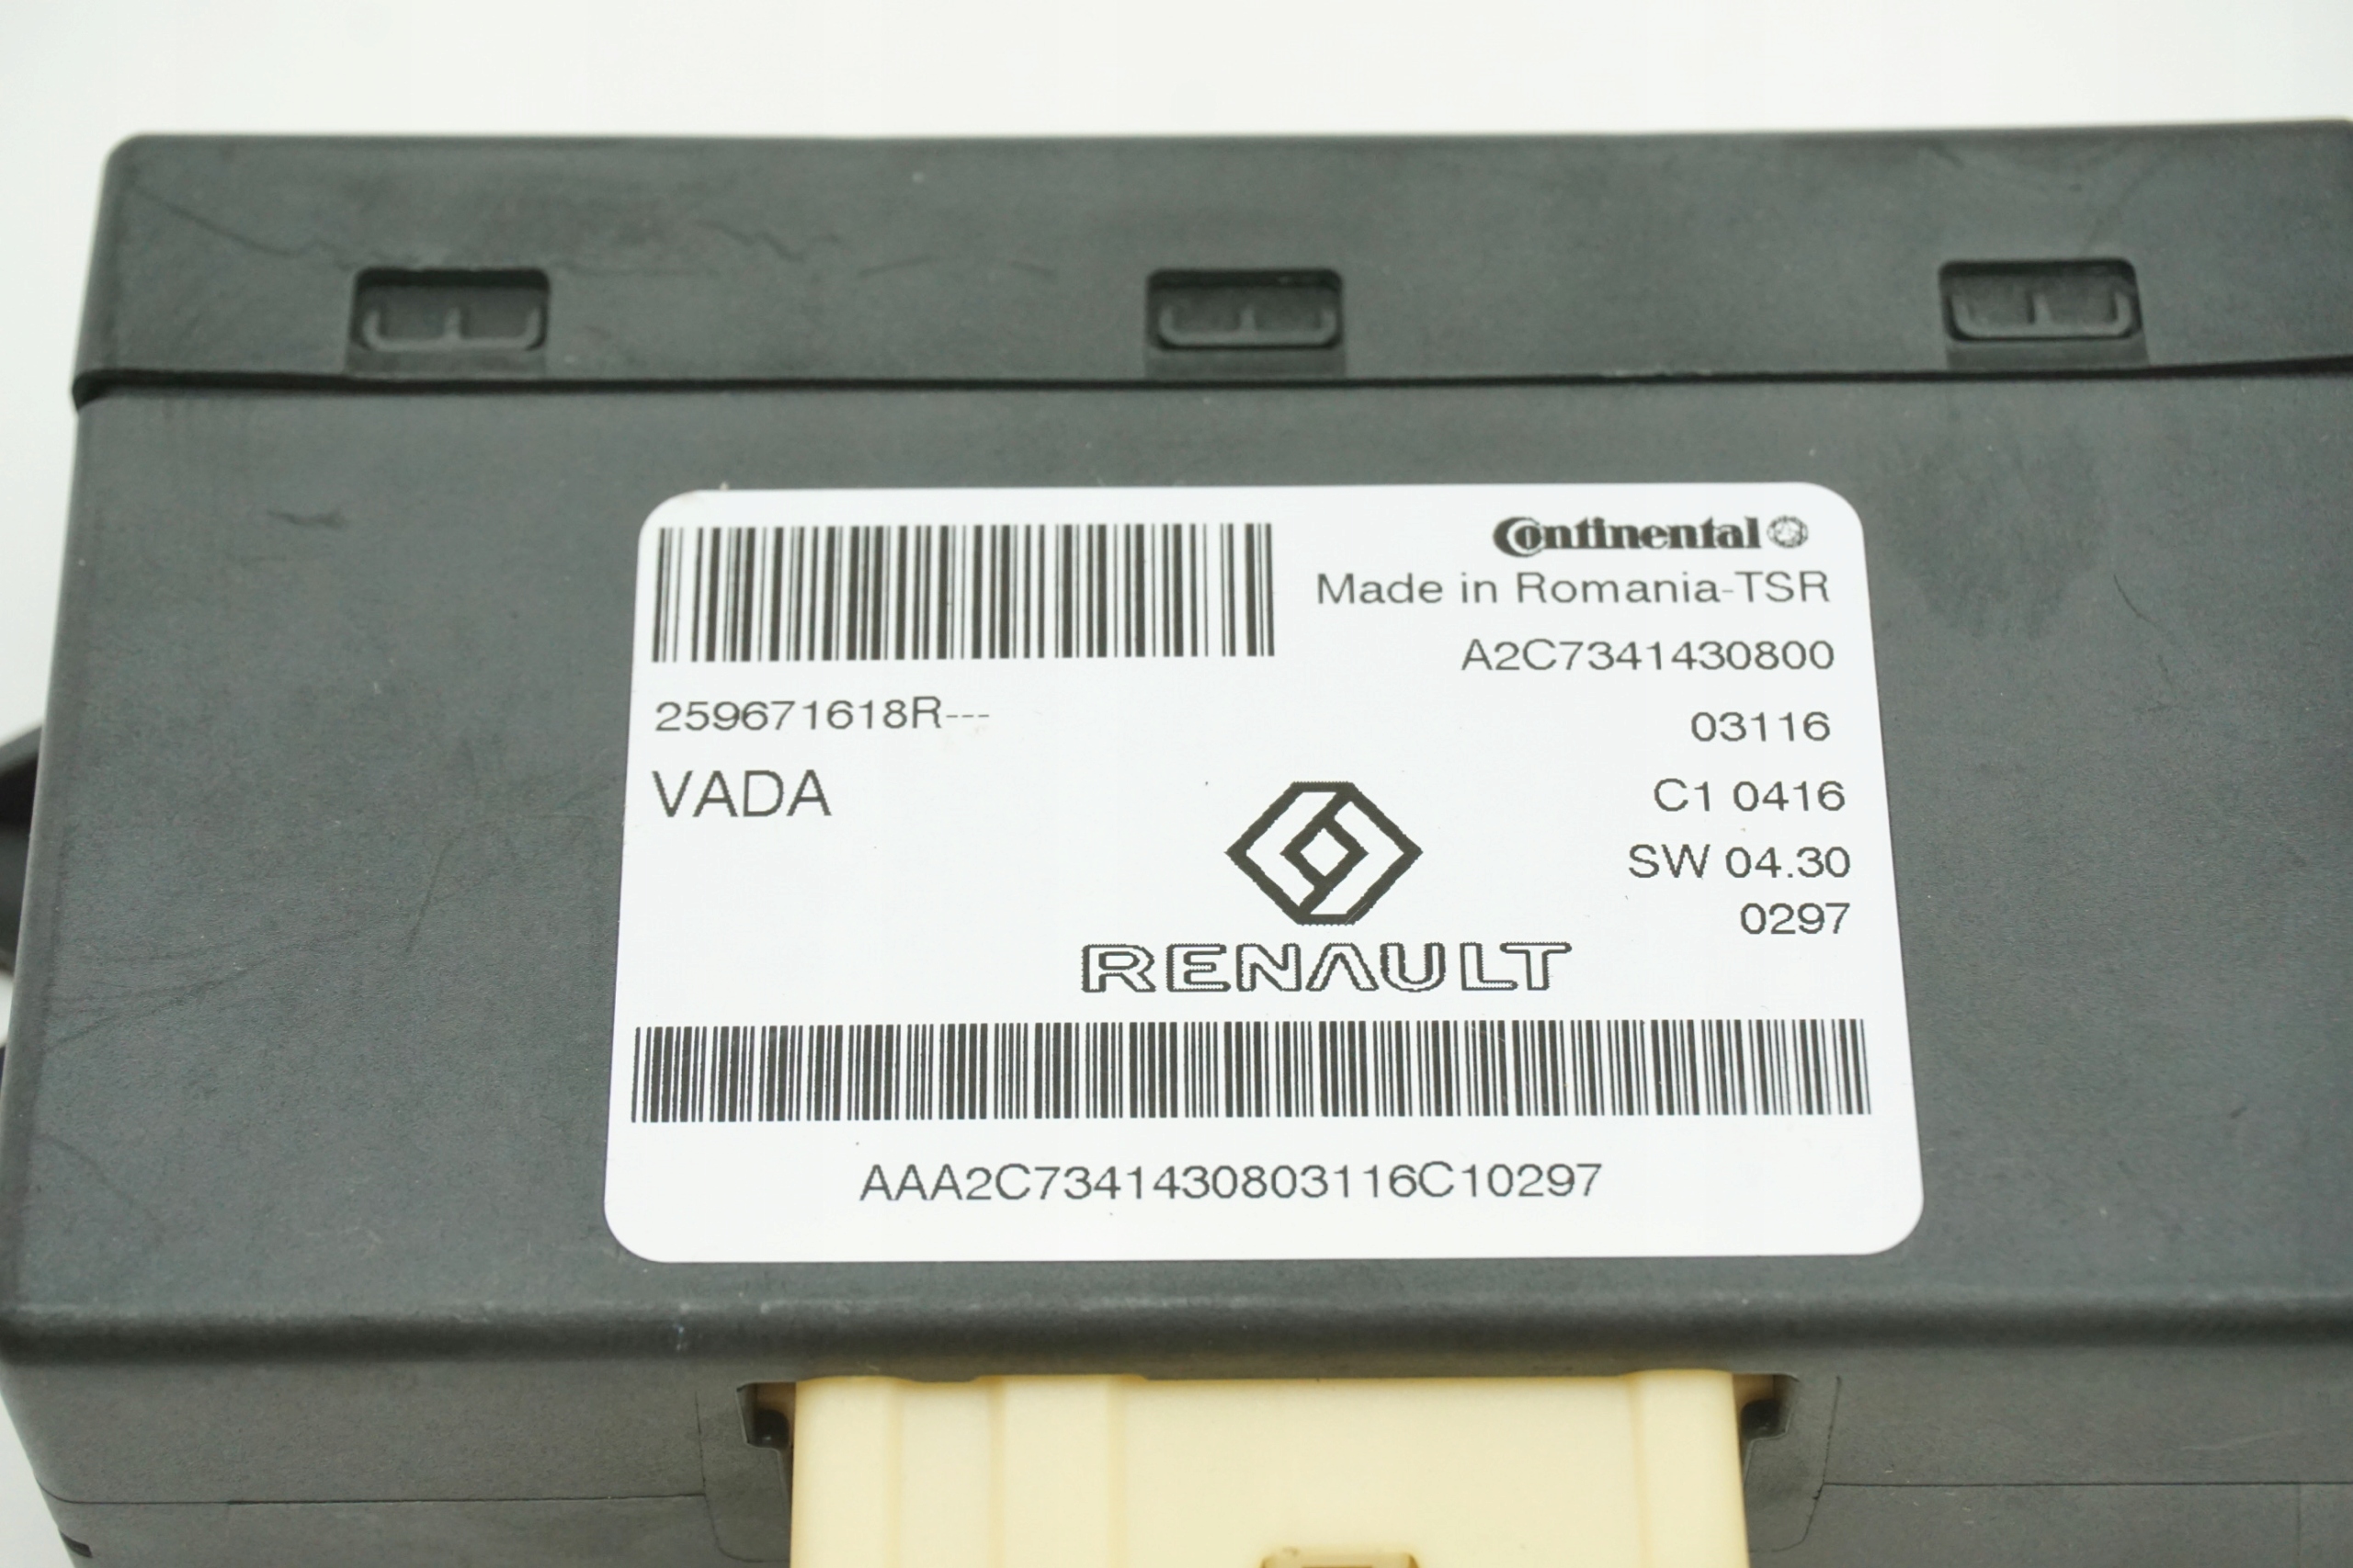 Continental
Made in Romania-TSR
A2C7341430800
259671618R---
03116
VADA
C1 0416
SW 04.30
0297
RENAULT
AAA2C7341430803116C10297